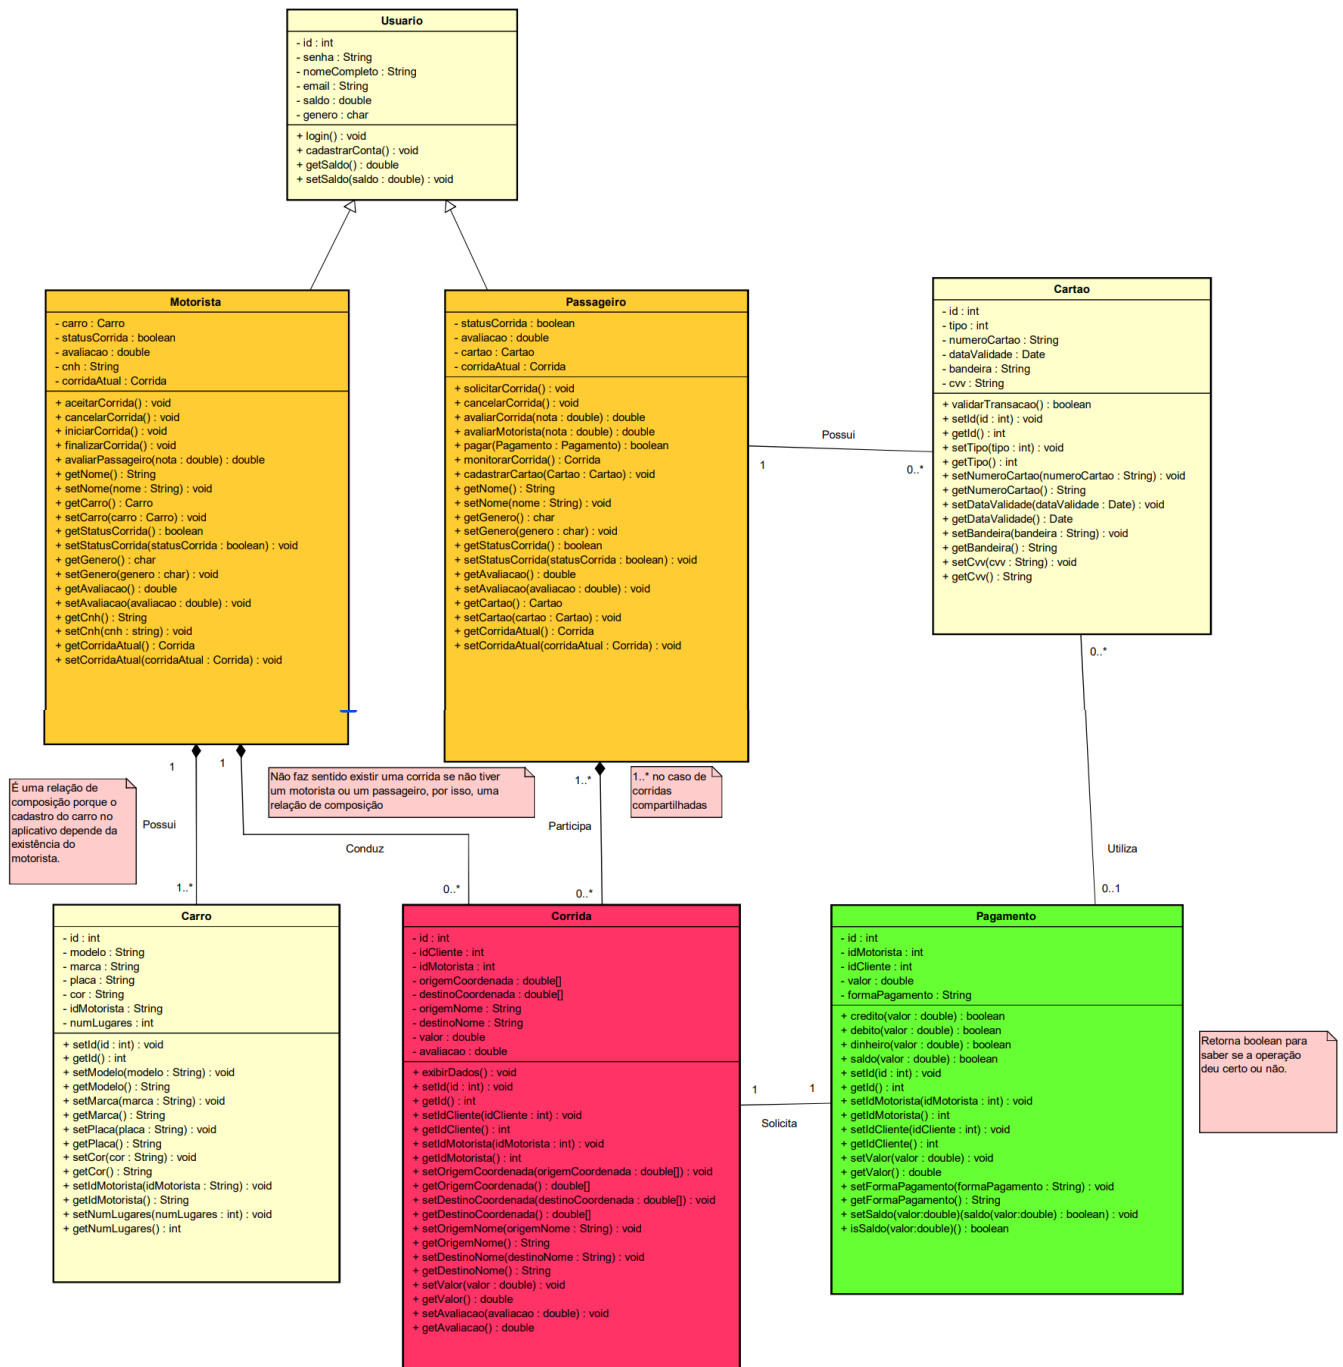 Usuario
- id : int
- senha : String
- nomeCompleto : String
- email : String
- saldo : double
- genero : char
+ login() : void
+ cadastrarConta() : void
+ getSaldo() : double
+ setSaldo(saldo : double) : void
Motorista
- carro : Carro
- statusCorrida : boolean
- avaliacao : double
- cnh : String
- corridaAtual : Corrida
+ aceitarCorrida() : void
+ cancelarCorrida() : void
+ iniciarCorrida() : void
+ finalizarCorrida() : void
+ avaliarPassageiro(nota : double) : double
+ getNome() : String
+ setNome(nome : String) : void
+ getCarro() : Carro
+ setCarro(carro : Carro) : void
+ getStatusCorrida() : boolean
+ setStatusCorrida(statusCorrida : boolean) : void
+ getGenero() : char
+ setGenero(genero : char) : void
+ getAvaliacao() : double
+ setAvaliacao(avaliacao : double) : void
+ getCnh() : String
+ setCnh(cnh : string) : void
+ getCorridaAtual() : Corrida
+ setCorridaAtual(corridaAtual : Corrida) : void
Passageiro
- statusCorrida : boolean
- avaliacao : double
- cartao : Cartao
- corridaAtual : Corrida
+ solicitarCorrida() : void
+ cancelarCorrida() : void
+ avaliarCorrida(nota : double) : double
+ avaliarMotorista(nota : double) : double
+ pagar(Pagamento : Pagamento) : boolean
+ monitorarCorrida() : Corrida
+ cadastrarCartao(Cartao : Cartao) : void
+ getNome() : String
+ setNome(nome : String) : void
+ getGenero() : char
+ setGenero(genero : char) : void
+ getStatusCorrida() : boolean
+ setStatusCorrida(statusCorrida : boolean) : void
+ getAvaliacao() : double
+ setAvaliacao(avaliacao : double) : void
+ getCartao() : Cartao
+ setCartao(cartao : Cartao) : void
+ getCorridaAtual() : Corrida
+ setCorridaAtual(corridaAtual : Corrida) : void
Possui
1
0..*
Cartao
- id : int
- tipo : int
- numeroCartao : String
- dataValidade : Date
- bandeira : String
- cvv : String
+ validarTransacao() : boolean
+ setId(id : int) : void
+ getId() : int
+ setTipo(tipo : int) : void
+ getTipo() : int
+ setNumeroCartao(numeroCartao : String) : void
+ getNumeroCartao() : String
+ setDataValidade(dataValidade : Date) : void
+ getDataValidade() : Date
+ setBandeira(bandeira : String) : void
+ getBandeira() : String
+ setCvv(cvv : String) : void
+ getCvv() : String
0..*
Utiliza
0..1
1
1
É uma relação de
composição porque o
cadastro do carro no
aplicativo depende da
existência do
motorista.
Possui
1..*
Não faz sentido existir uma corrida se não tiver
um motorista ou um passageiro, por isso, uma
relação de composição
Conduz
0..*
1..*
1..* no caso de
corridas
compartilhadas
Participa
0..*
Carro
- id : int
- modelo : String
- marca : String
- placa : String
- cor : String
- idMotorista : String
- numLugares : int
+ setId(id : int) : void
+ getId() : int
+ setModelo(modelo : String) : void
+ getModelo() : String
+ setMarca(marca : String) : void
+ getMarca() : String
+ setPlaca(placa : String) : void
+ getPlaca() : String
+ setCor(cor : String) : void
+ getCor() : String
+ setIdMotorista(idMotorista : String) : void
+ getIdMotorista() : String
+ setNumLugares(numLugares : int) : void
+ getNumLugares() : int
Corrida
- id : int
- idCliente : int
- idMotorista : int
- origemCoordenada : double[]
- destinoCoordenada : double[]
- origemNome : String
- destinoNome : String
- valor : double
- avaliacao : double
+ exibirDados() : void
+ setId(id : int) : void
+ getId() : int
+ setIdCliente(idCliente : int) : void
+ getIdCliente() : int
+ setIdMotorista(idMotorista : int) : void
+ getIdMotorista() : int
+ setOrigemCoordenada(origemCoordenada : double[]) : void
+ getOrigemCoordenada() : double[]
+ setDestinoCoordenada(destinoCoordenada : double[]) : void
+ getDestinoCoordenada() : double[]
+ setOrigemNome(origemNome : String) : void
+ getOrigemNome() : String
+ setDestinoNome(destinoNome : String) : void
+ getDestinoNome() : String
+ setValor(valor : double) : void
+ getValor() : double
+ setAvaliacao(avaliacao : double) : void
+ getAvaliacao() : double
1
1
Solicita
Pagamento
- id : int
- idMotorista : int
- idCliente : int
- valor : double
- formaPagamento : String
+ credito(valor : double) : boolean
+ debito(valor : double) : boolean
+ dinheiro(valor : double) : boolean
+ saldo(valor : double) : boolean
+ setId(id : int) : void
+ getId() : int
+ setIdMotorista(idMotorista : int) : void
+ getIdMotorista() : int
+ setIdCliente(idCliente : int) : void
+ getIdCliente() : int
+ setValor(valor : double) : void
+ getValor() : double
+ setFormaPagamento(formaPagamento : String) : void
+ getFormaPagamento() : String
+ setSaldo(valor:double)(saldo(valor:double) : boolean) : void
+ isSaldo(valor:double)() : boolean
Retorna boolean para
saber se a operação
deu certo ou não.